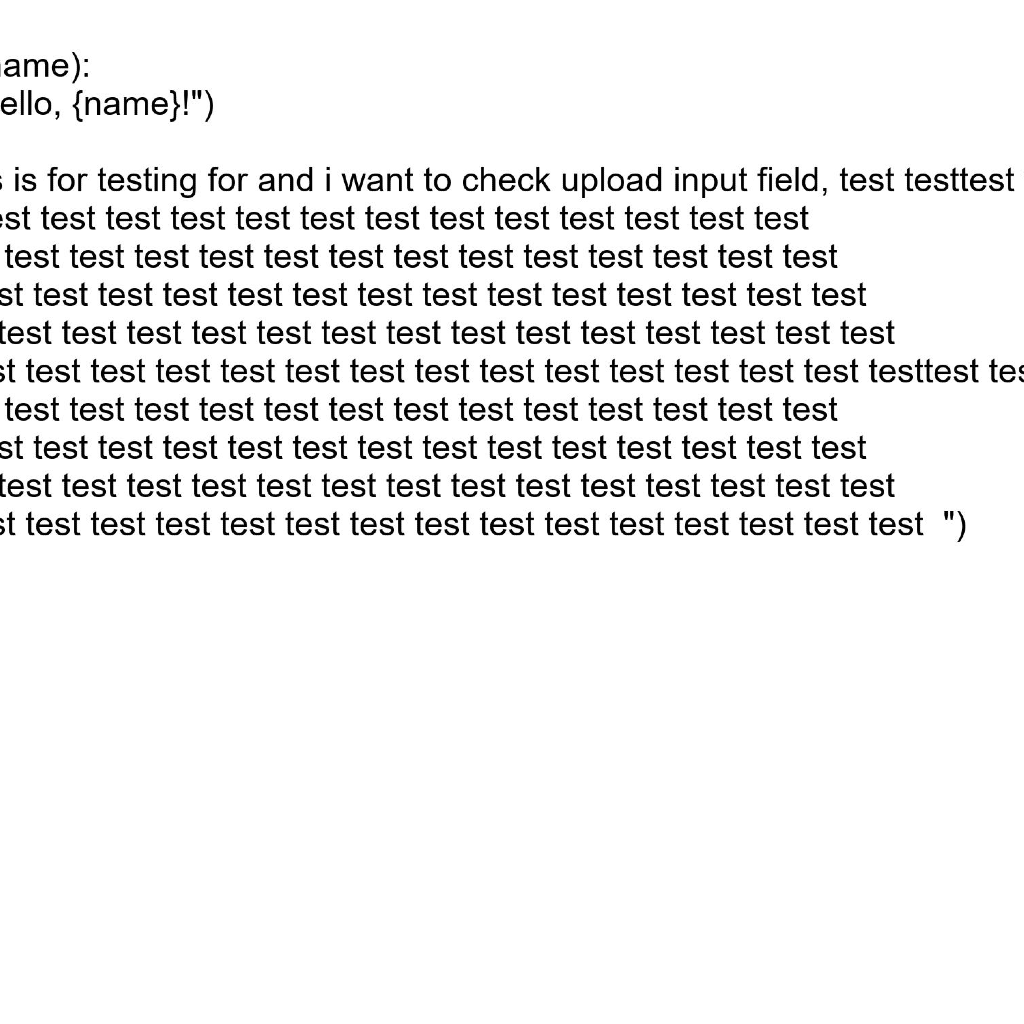 ame):
ello, {name}!")
s is for testing for and i want to check upload input field, test testtest
est test test test test test test test test test test test test
test test test test test test test test test test test test test
st test test test test test test test test test test test test test
test test test test test test test test test test test test test test
st test test test test test test test test test test test test test testtest tes
test test test test test test test test test test test test test
st test test test test test test test test test test test test test
test test test test test test test test test test test test test test
st test test test test test test test test test test test test test test ")